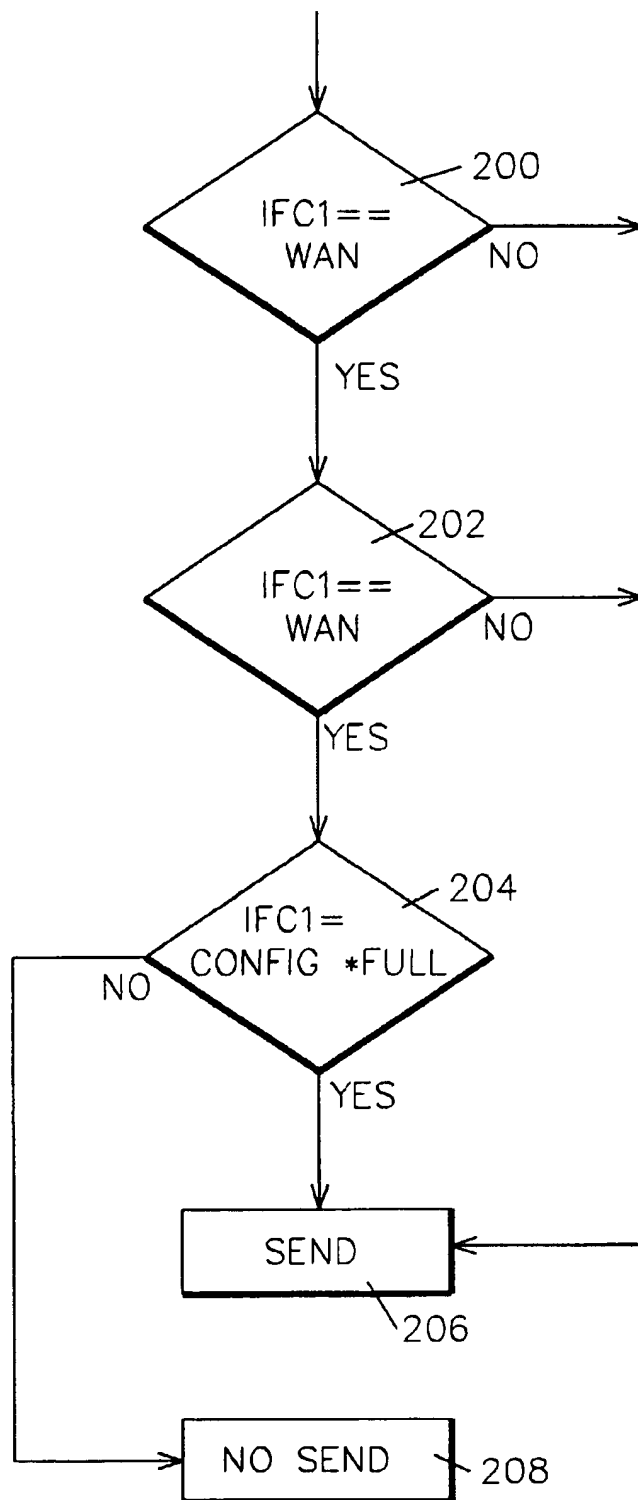 200
IFC1==
WAN
NO
YES
202
IFC1==
WAN
NO
YES
204
IFC1=
CONFIG *FULL
NO
YES
SEND
206
NO SEND
208